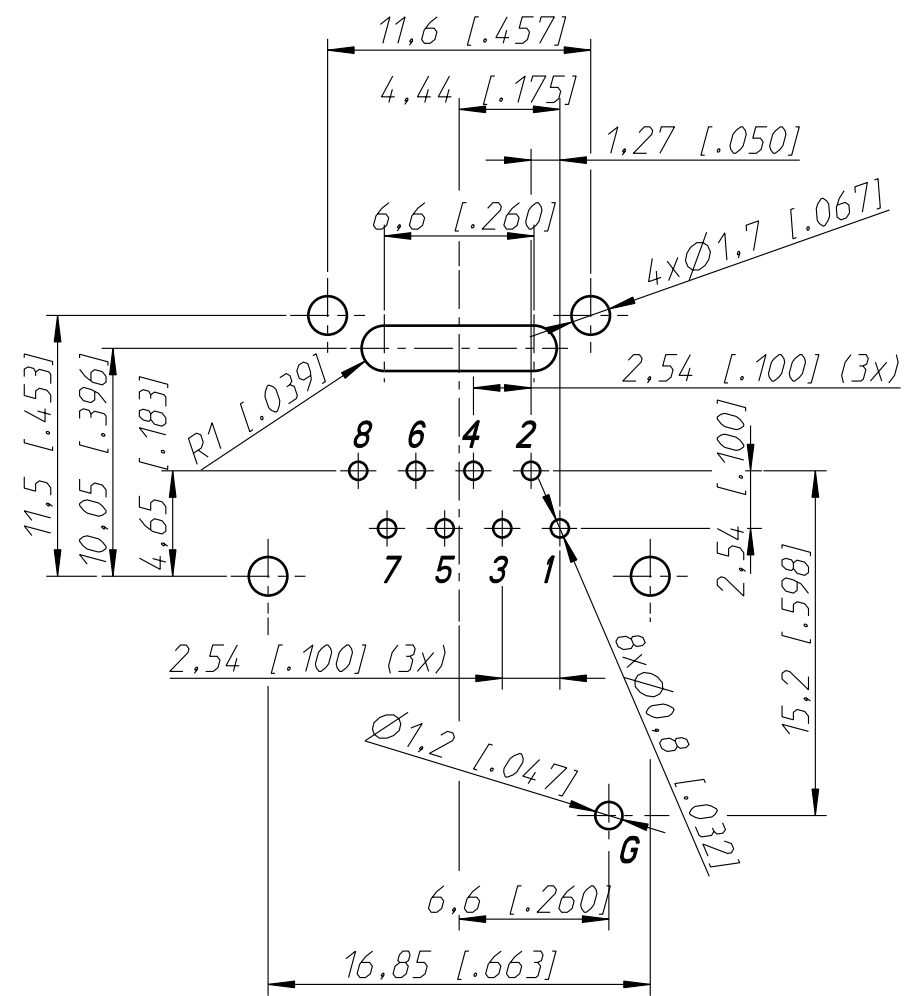 11,6 [.457]
4,44 [.175]
1,27 [.050]
6,6 [.260]
4xØ1,7 [.067]
2,54 [.100] (3x)
R1 [.039]
11,5 [.453]
10,05 [.396]
4,65 [.183]
8 6 4 2
2,54 [.100]
7 5 3 1
15,2 [.598]
2,54 [.100] (3x)
8xØ0,8 [.032]
Ø1,2 [.047]
G
6,6 [.260]
16,85 [.663]